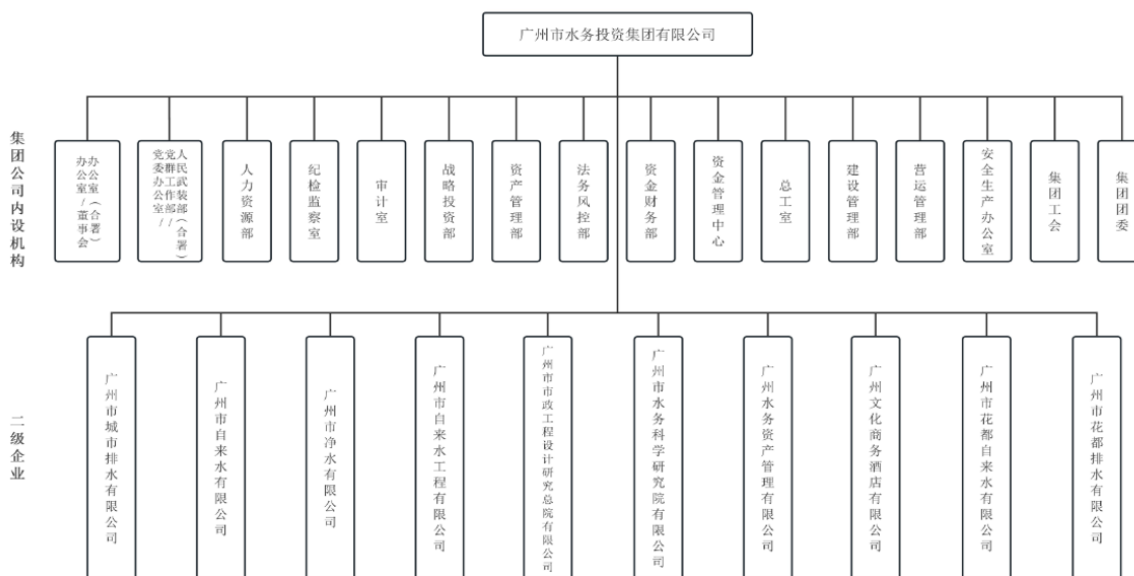 广州市水务投资集团有限公司
集团公司内设机构
办公室（合署）
办公室/董事会
人民武装部（合署）
党群工作部/
党委办公室/
人力资源部
纪检监察室
审计室
战略投资部
资产管理部
法务风控部
资金财务部
资金管理中心
总工室
建设管理部
营运管理部
安全生产办公室
集团工会
集团团委
二级企业
广州市城市排水有限公司
广州市自来水有限公司
广州市净水有限公司
广州市自来水工程有限公司
广州市市政工程设计研究总院有限公司
广州市水务科学研究院有限公司
广州水务资产管理有限公司
广州文化商务酒店有限公司
广州市花都自来水有限公司
广州市花都排水有限公司